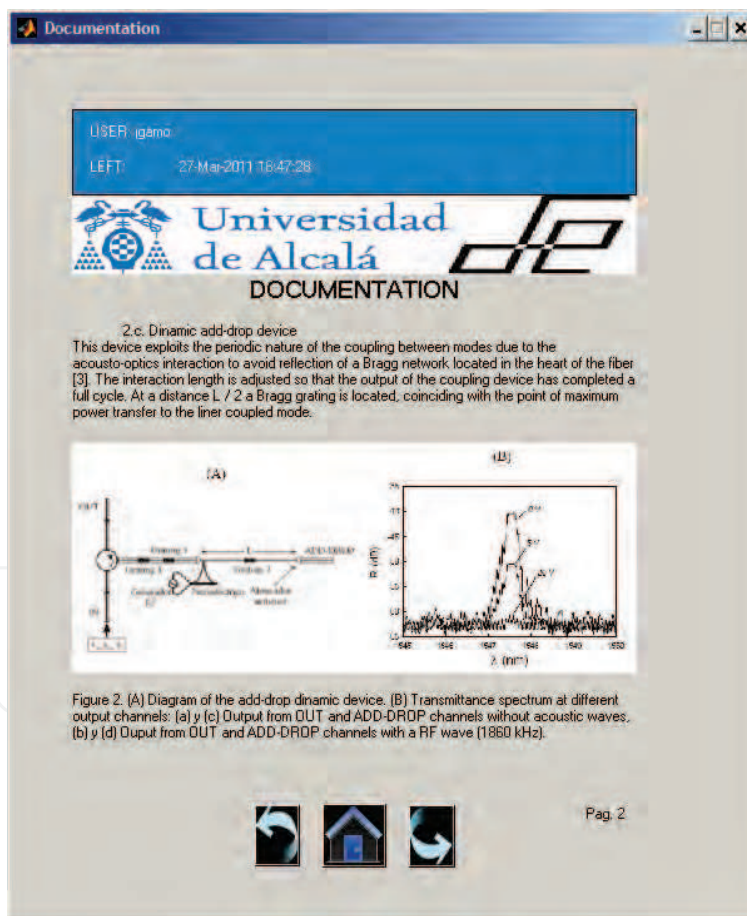 Documentation
USER: igamo
LEFT: 27-Mar-2011 18:47:28
Universidad
de Alcalá
de
DOCUMENTATION
2.c. Dinamic add-drop device
This device exploits the periodic nature of the coupling between modes due to the
acousto-optics interaction to avoid reflection of a Bragg network located in the heart of the fiber
[3]. The interaction length is adjusted so that the output of the coupling device has completed a
full cycle. At a distance L / 2 a Bragg grating is located, coinciding with the point of maximum
power transfer to the liner coupled mode.
(A)
(B)
OUT
L
ADD-DROP
IN
R (dB)
1547
1550
λ (nm)
Figure 2. (A) Diagram of the add-drop dinamic device. (B) Transmittance spectrum at different
output channels: (a) y (c) Output from OUT and ADD-DROP channels without acoustic waves,
(b) y (d) Ouput from OUT and ADD-DROP channels with a RF wave (1860 kHz).
Pag. 2